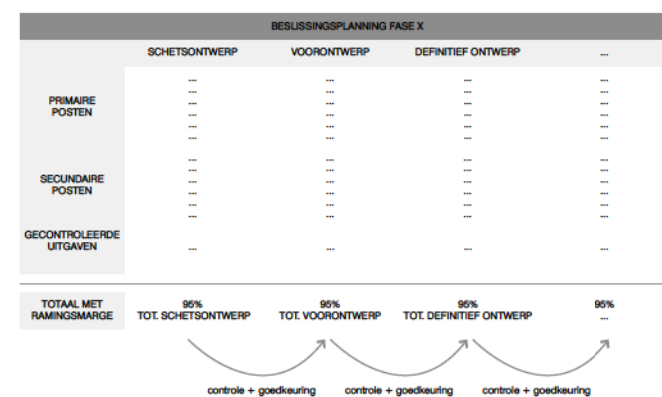 BESLISSINGSPLANNING FASE X
SCHETSONTWERP VOORONTWERP DEFINITIEF ONTWERP ...
... ... ... ...
... ... ... ...
PRIMAIRE ... ... ... ...
POSTEN ... ... ... ...
... ... ... ...
... ... ... ...
... ... ... ...
... ... ... ...
SECUNDAIRE ... ... ... ...
POSTEN ... ... ... ...
... ... ... ...
... ... ... ...
GECONTROLEERDE
UITGAVEN ... ... ... ...
TOTAAL MET 95% 95% 95% 95%
RAMINGSMARGE TOT. SCHETSONTWERP TOT. VOORONTWERP TOT. DEFINITIEF ONTWERP ...
controle + goedkeuring controle + goedkeuring controle + goedkeuring